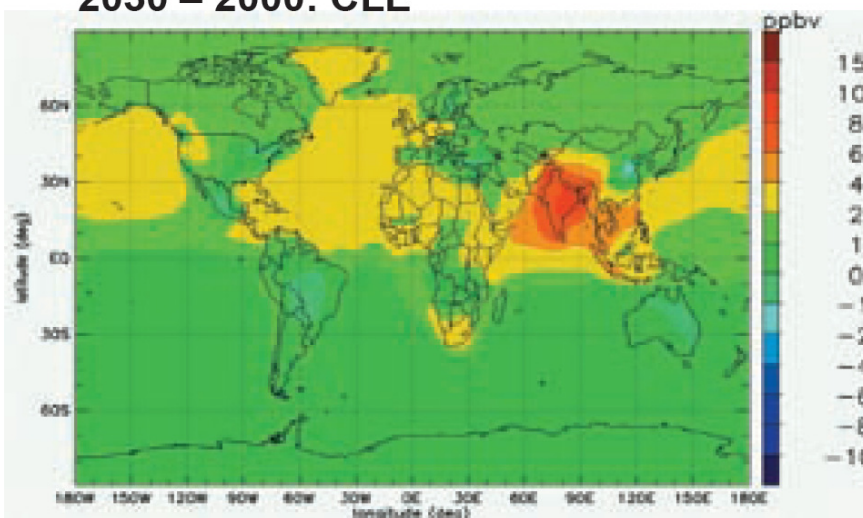 2030 – 2000: CLE
ppbv
15
10
8
6
4
2
1
0
-1
-2
-4
-6
-8
-10
60N
30N
EQ
30S
60S
latitude (deg)
180W 150W 120W 90W 60W 30W 0E 30E 60E 90E 120E 150E 180E
longitude (deg)